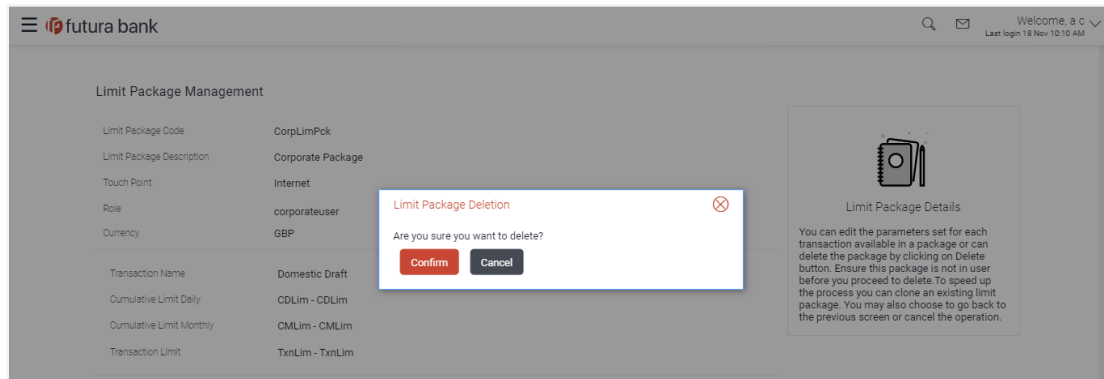 futura bank
Welcome, a c
Last login 18 Nov 10:10 AM
Limit Package Management
Limit Package Code CorpLimPck
Limit Package Description Corporate Package
Touch Point Internet
Role corporateuser
Currency GBP
Transaction Name Domestic Draft
Cumulative Limit Daily CDLim - CDLim
Cumulative Limit Monthly CMLim - CMLim
Transaction Limit TxnLim - TxnLim
Limit Package Deletion
Are you sure you want to delete?
Confirm Cancel
Limit Package Details
You can edit the parameters set for each
transaction available in a package or can
delete the package by clicking on Delete
button. Ensure this package is not in user
before you proceed to delete.To speed up
the process you can clone an existing limit
package. You may also choose to go back to
the previous screen or cancel the operation.